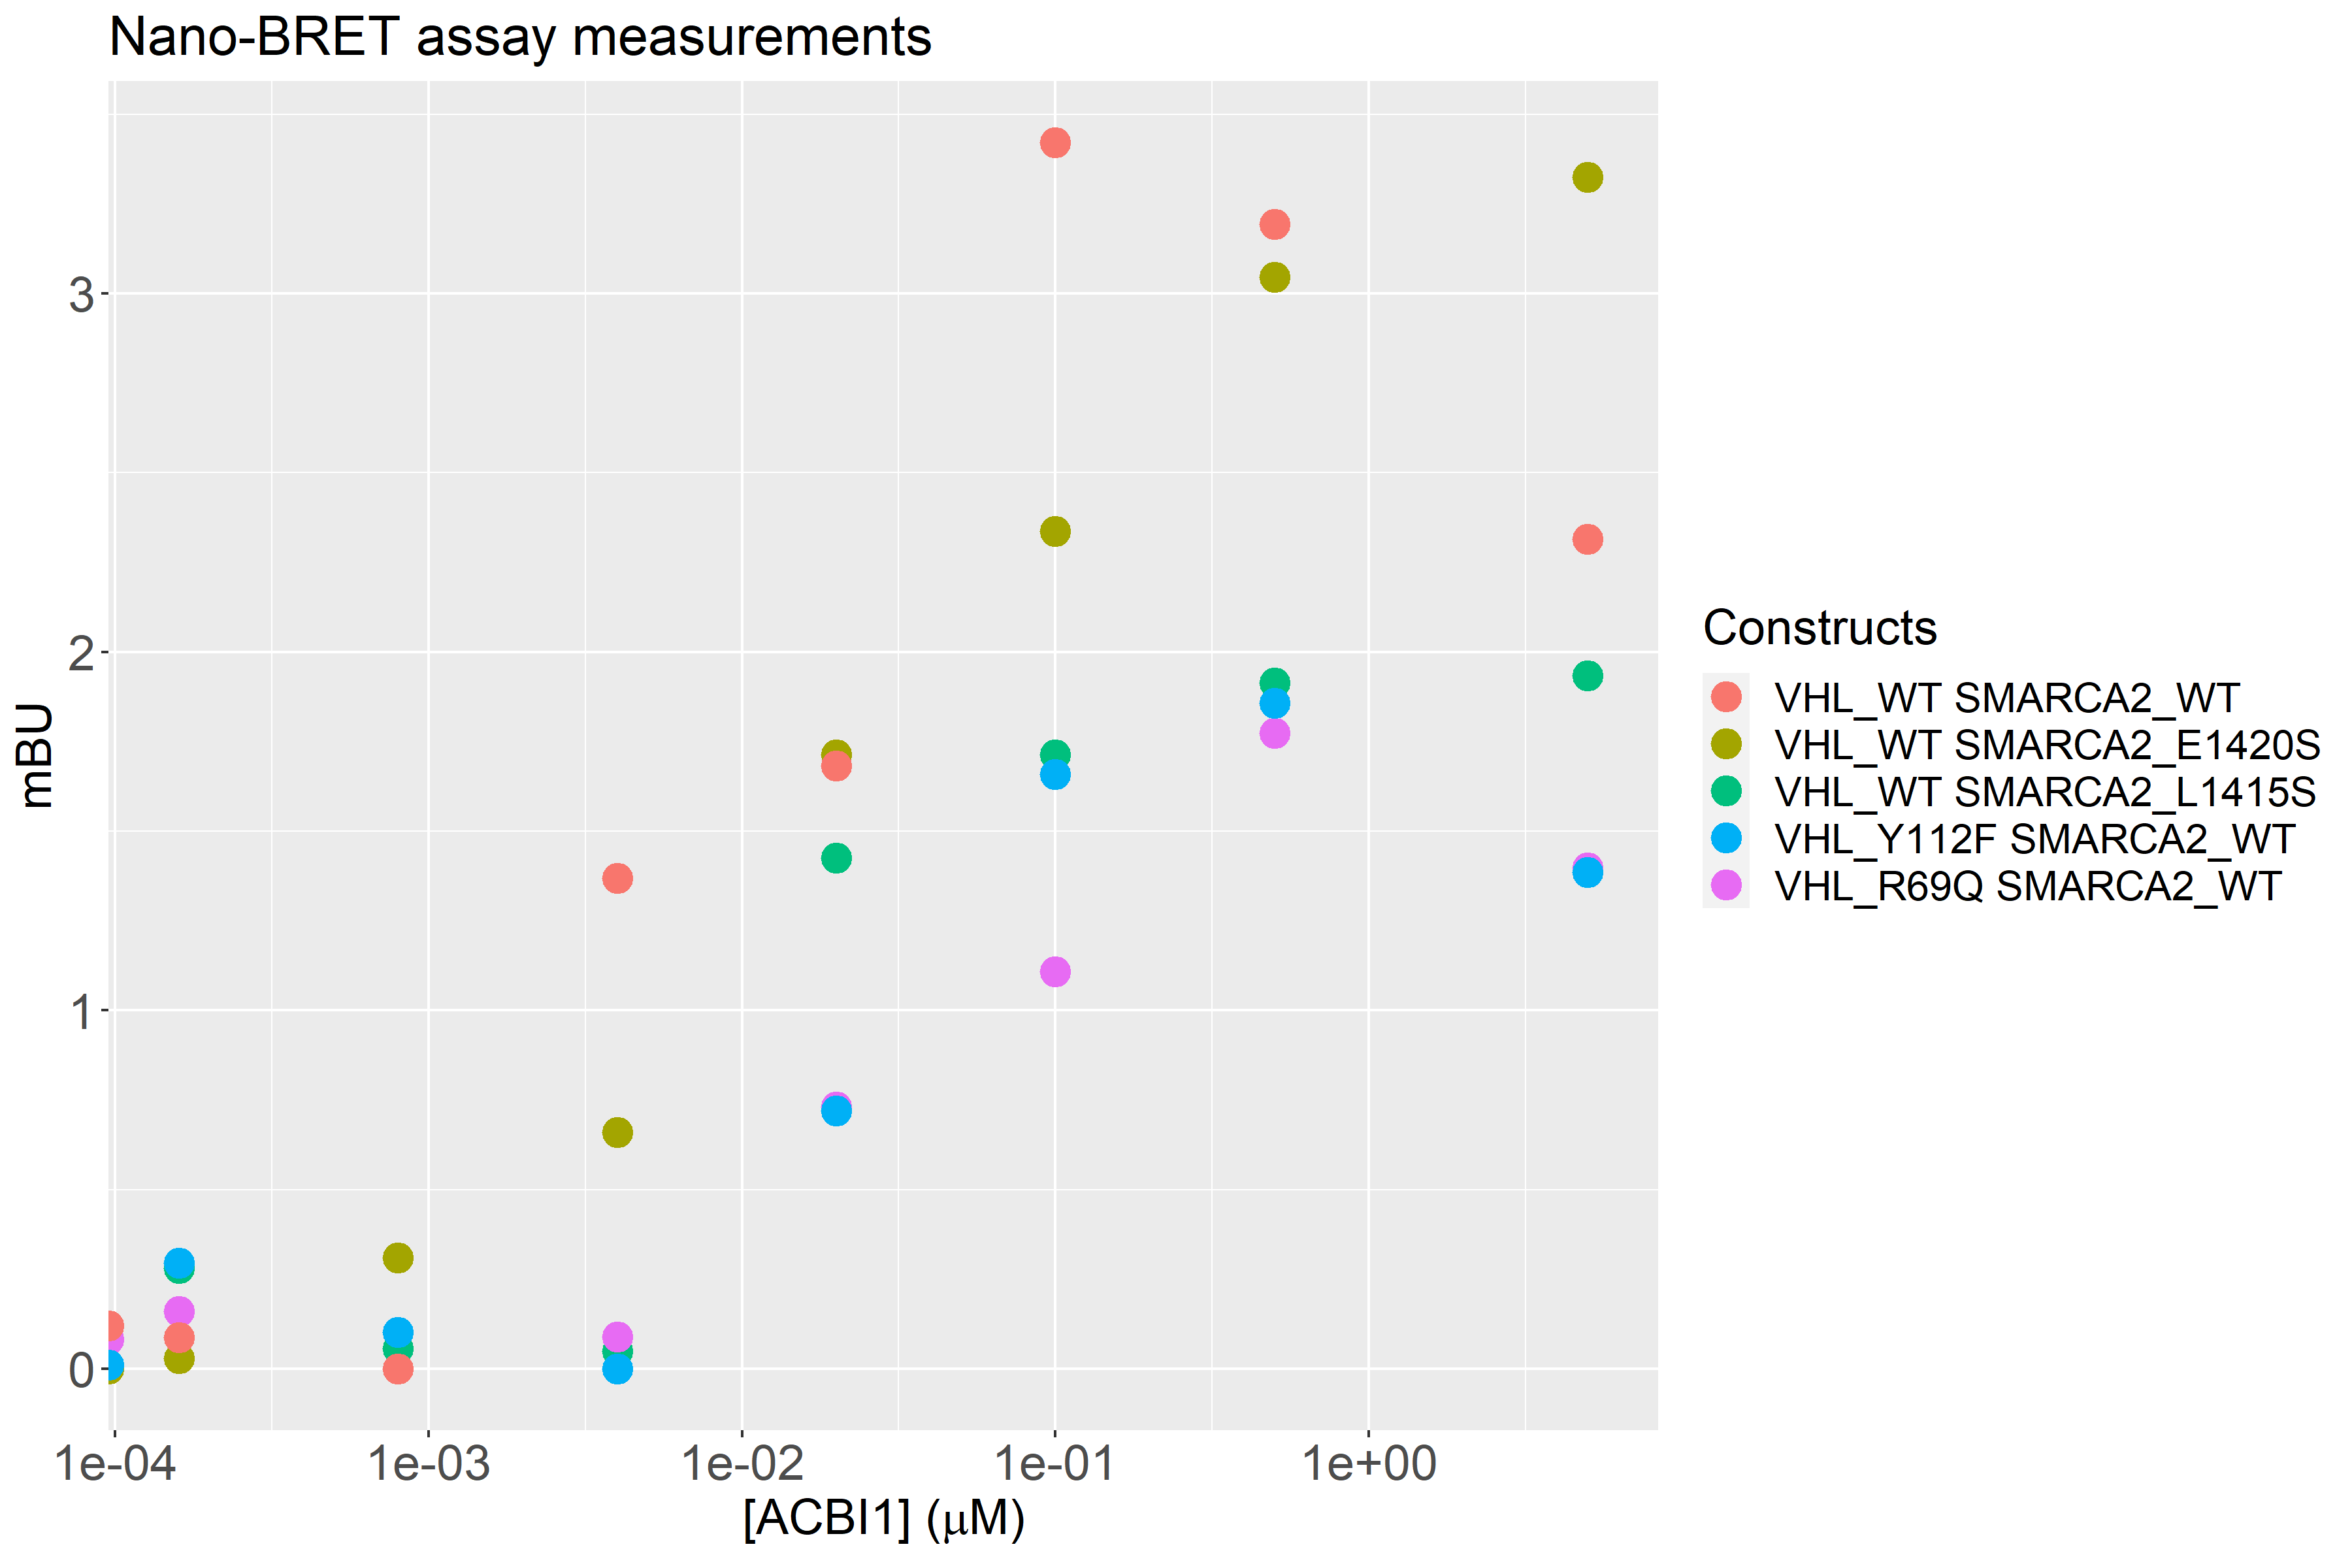 Nano-BRET assay measurements
3
2
1
0
mBU
1e-04 1e-03 1e-02 1e-01 1e+00
[ACBI1] (μM)
Constructs
VHL_WT SMARCA2_WT
VHL_WT SMARCA2_E1420S
VHL_WT SMARCA2_L1415S
VHL_Y112F SMARCA2_WT
VHL_R69Q SMARCA2_WT